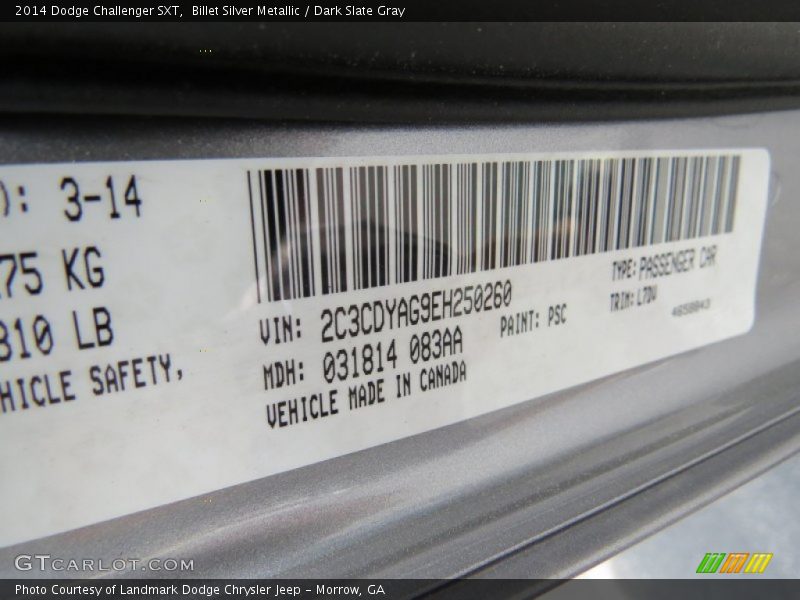 2014 Dodge Challenger SXT,  Billet Silver Metallic / Dark Slate Gray
): 3-14
75 KG
810 LB
HICLE SAFETY,
VIN: 2C3CDYAG9EH250260
MDH: 031814 083AA
VEHICLE MADE IN CANADA
PAINT: PSC
TYPE: PASSENGER CAR
TRIM: L7DV
GTCARLOT.COM
Photo Courtesy of Landmark Dodge Chrysler Jeep - Morrow, GA